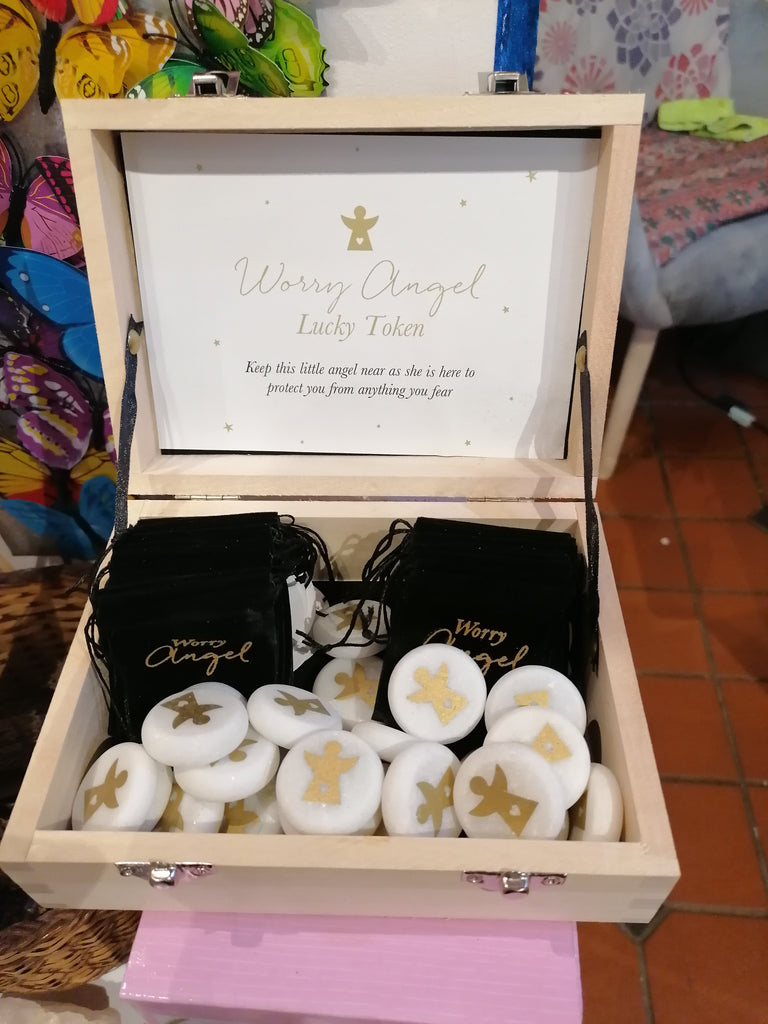 Worry Angel
Lucky Token
Keep this little angel near as she is here to
protect you from anything you fear
Worry
Angel
Worry
Angel